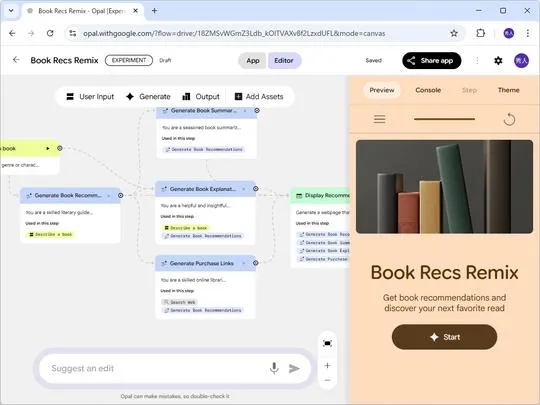 Book Recs Remix - Opal [Exper
opal.withgoogle.com/?flow=drive:/18ZMSvWGmZ3Ldb_kOlTVAXv8f2LzxdUFL&mode=canvas
秀人
Book Recs Remix
EXPERIMENT
Draft
App
Editor
Saved
Share app
秀人
User Input
Generate
Output
Add Assets
Preview
Console
Step
Theme
Generate Book Summar...
You are a seasoned book summariz...
Used in this step
Generate Book Recommendations
book
genre or charac...
Generate Book Recomm...
You are a skilled literary guide...
Used in this step
Describe a book
Generate Book Explanat...
You are a helpful and insightful...
Used in this step
Describe a book
Generate Book Recommendations
Display Recomme
Generate a webpage tha
Used in this step
Generate Book Reco
Generate Book Summ
Generate Book Expl
Generate Purchase
Generate Purchase Links
You are a skilled online librari...
Used in this step
Search Web
Generate Book Recommendations
Book Recs Remix
Get book recommendations and
discover your next favorite read
Start
Suggest an edit
Opal can make mistakes, so double-check it